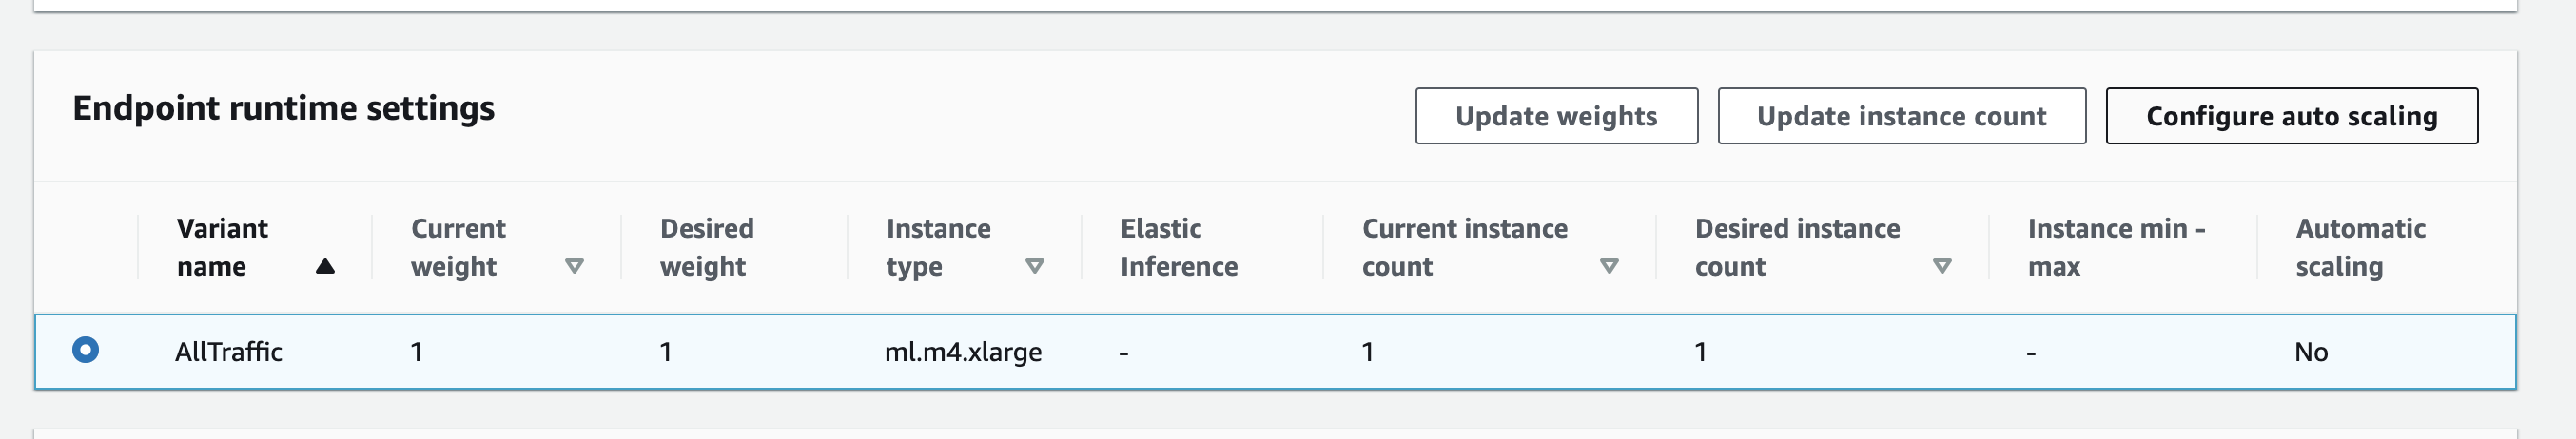 Endpoint runtime settings
Update weights
Update instance count
Configure auto scaling
Variant name
Current weight
Desired weight
Instance type
Elastic Inference
Current instance count
Desired instance count
Instance min - max
Automatic scaling
AllTraffic 1 1 ml.m4.xlarge - 1 1 - No